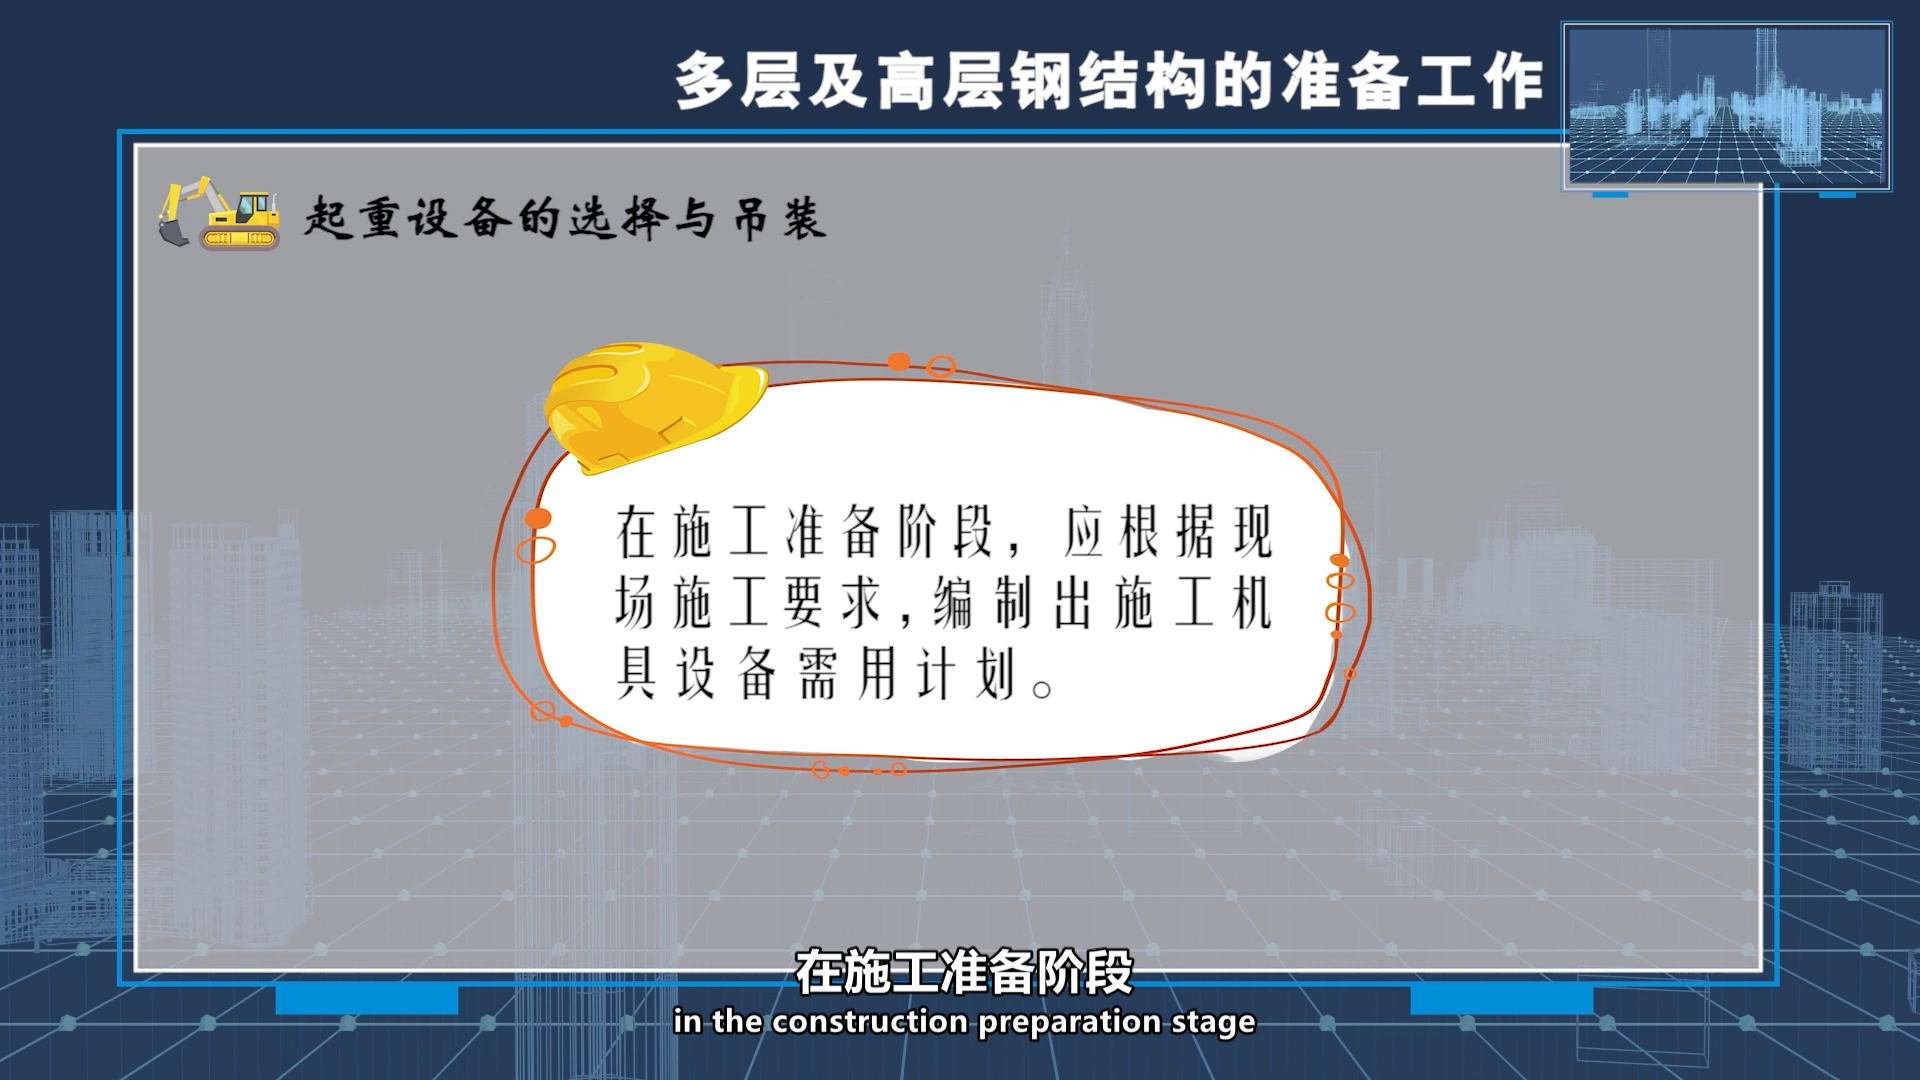 多层及高层钢结构的准备工作
起重设备的选择与吊装
在施工准备阶段，应根据现
场施工要求，编制出施工机
具设备需用计划。
在施工准备阶段
in the construction preparation stage